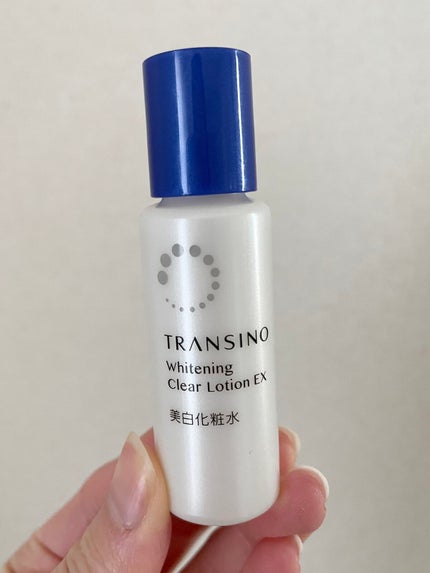 TRANSINO
Whitening
Clear Lotion EX
美白化粧水